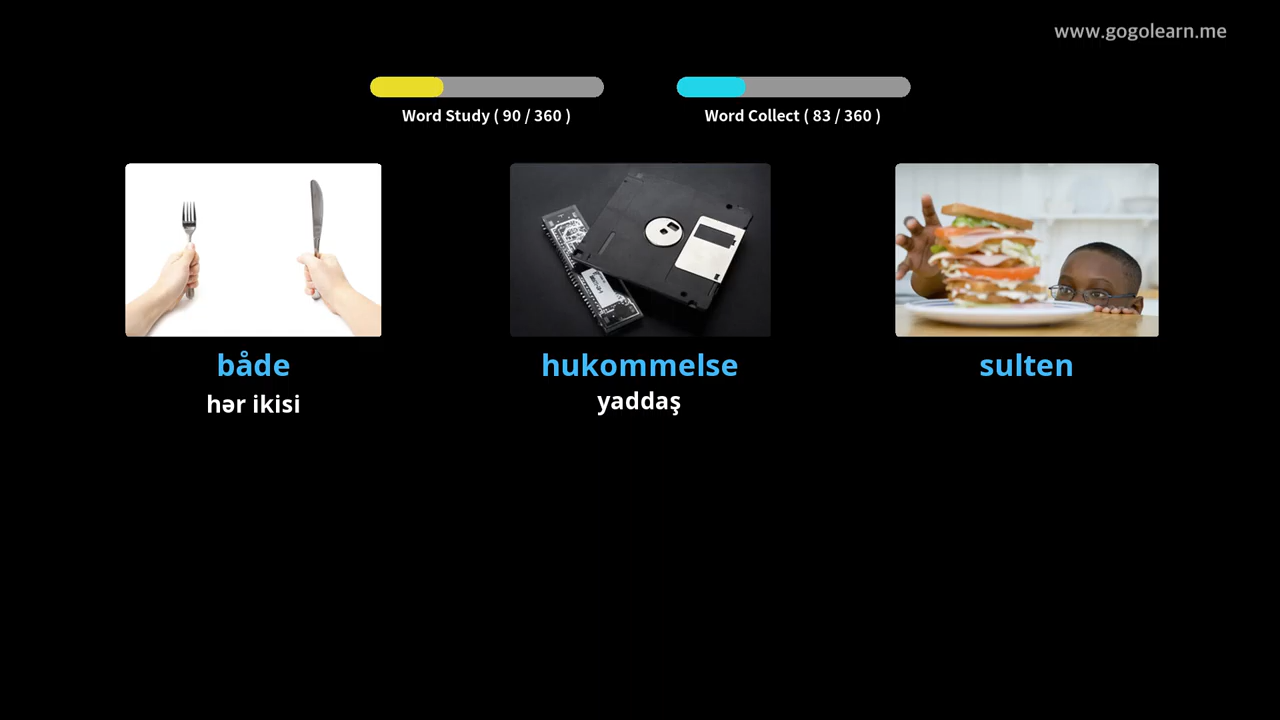 www.gogolearn.me
Word Study ( 90 / 360 )
Word Collect ( 83 / 360 )
både
hukommelse
sulten
hər ikisi
yaddaş